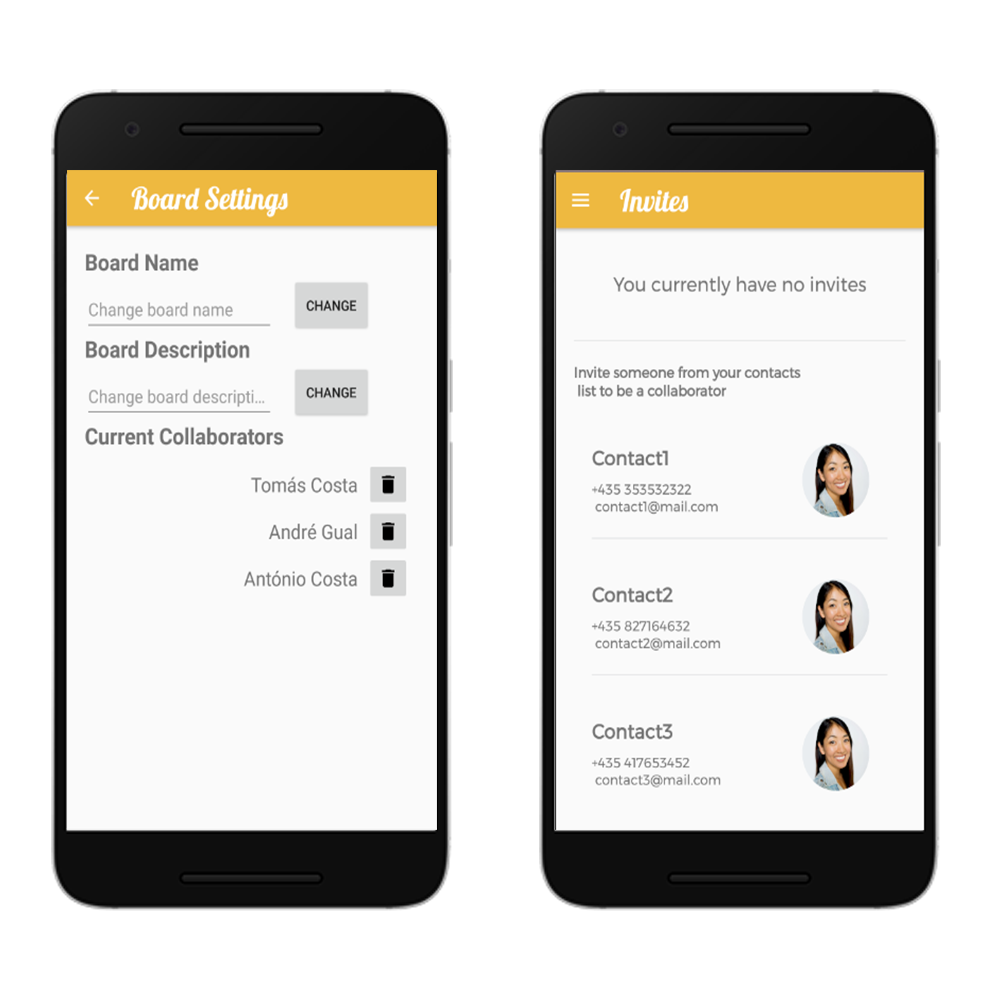 Board Settings
Board Name
Change board name
CHANGE
Board Description
Change board descripti...
CHANGE
Current Collaborators
Tomás Costa
André Gual
António Costa
Invites
You currently have no invites
Invite someone from your contacts
list to be a collaborator
Contact1
+435 353532322
contact1@mail.com
Contact2
+435 827164632
contact2@mail.com
Contact3
+435 417653452
contact3@mail.com